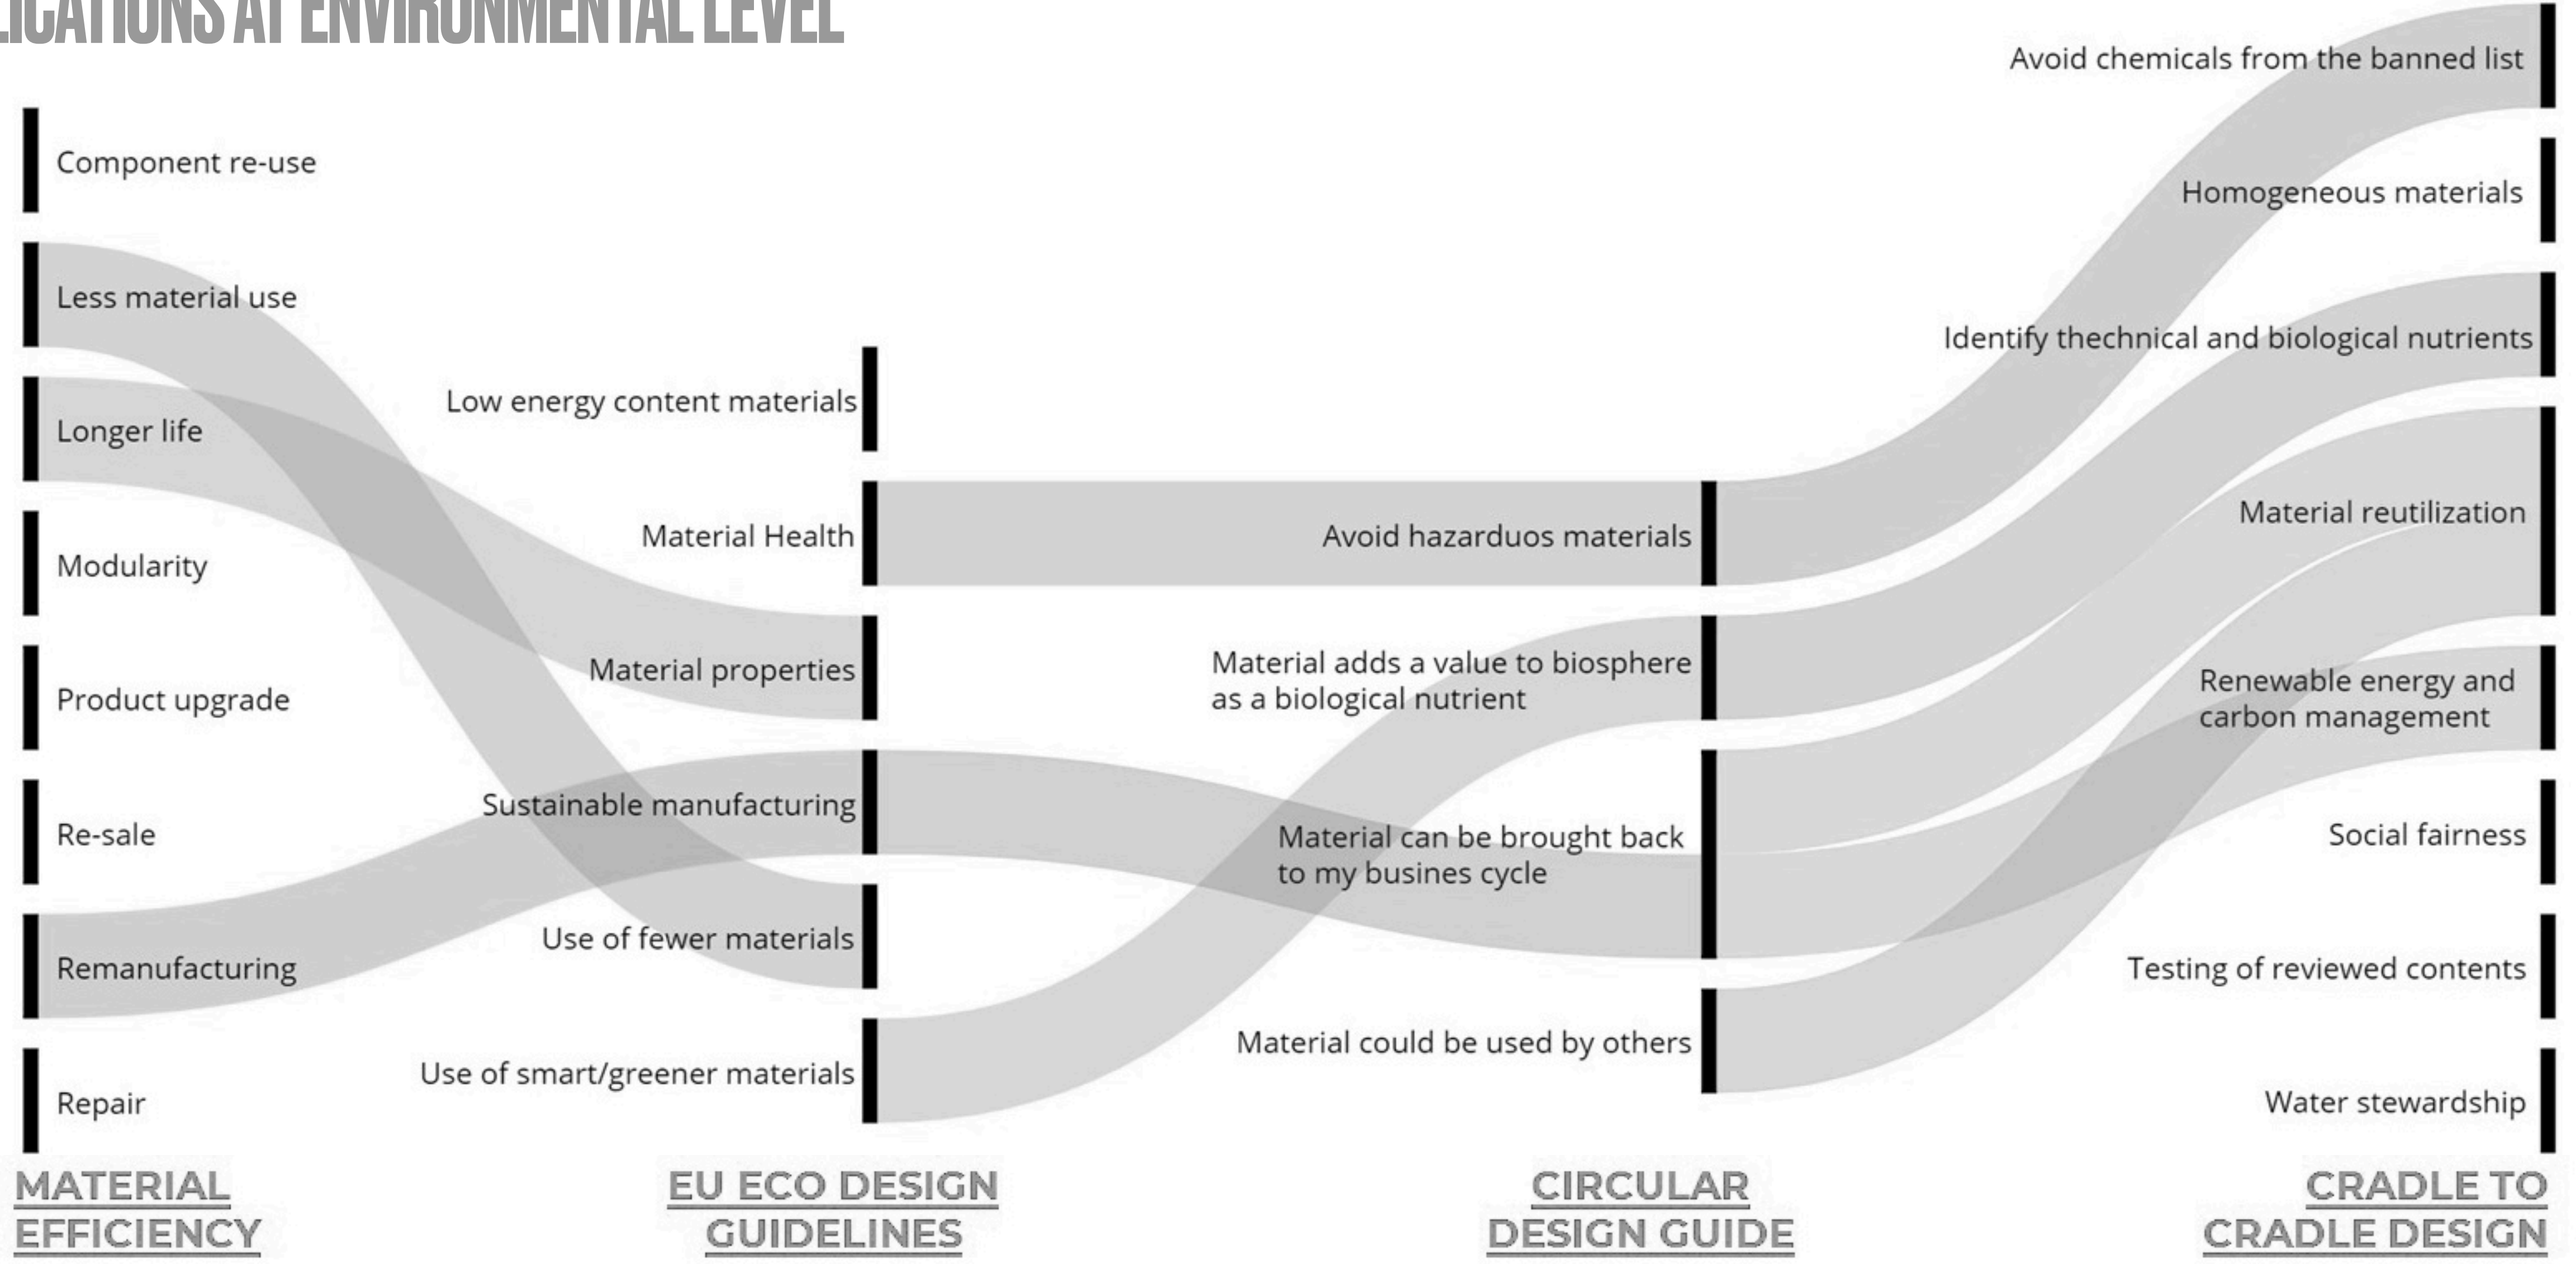 LICATIONS AT ENVIRONMENTAL LEVEL
Component re-use
Less material use
Longer life
Modularity
Product upgrade
Re-sale
Remanufacturing
Repair
MATERIAL
EFFICIENCY
Low energy content materials
Material Health
Material properties
Sustainable manufacturing
Use of fewer materials
Use of smart/greener materials
EU ECO DESIGN
GUIDELINES
Avoid hazarduos materials
Material adds a value to biosphere
as a biological nutrient
Material can be brought back
to my busines cycle
Material could be used by others
CIRCULAR
DESIGN GUIDE
Avoid chemicals from the banned list
Homogeneous materials
Identify thechnical and biological nutrients
Material reutilization
Renewable energy and
carbon management
Social fairness
Testing of reviewed contents
Water stewardship
CRADLE TO
CRADLE DESIGN